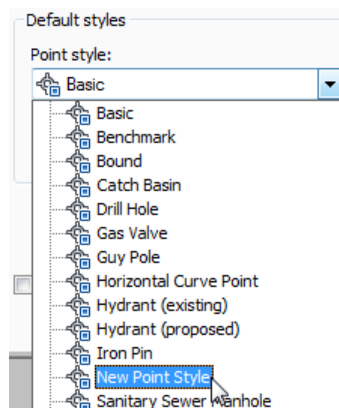 Default styles
Point style:
Basic
Basic
Benchmark
Bound
Catch Basin
Drill Hole
Gas Valve
Guy Pole
Horizontal Curve Point
Hydrant (existing)
Hydrant (proposed)
Iron Pin
New Point Style
Sanitary Sewer Manhole